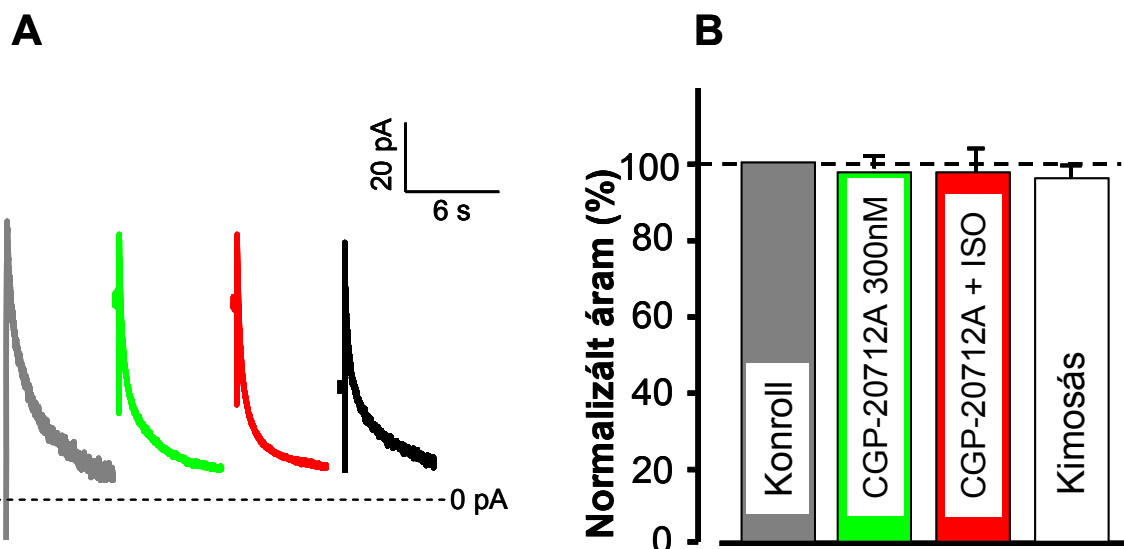 A
20 pA
6 s
0 pA
B
Normalizált áram (%)
100
80
60
40
20
0
Konroll
CGP-20712A 300nM
CGP-20712A + ISO
Kimosás